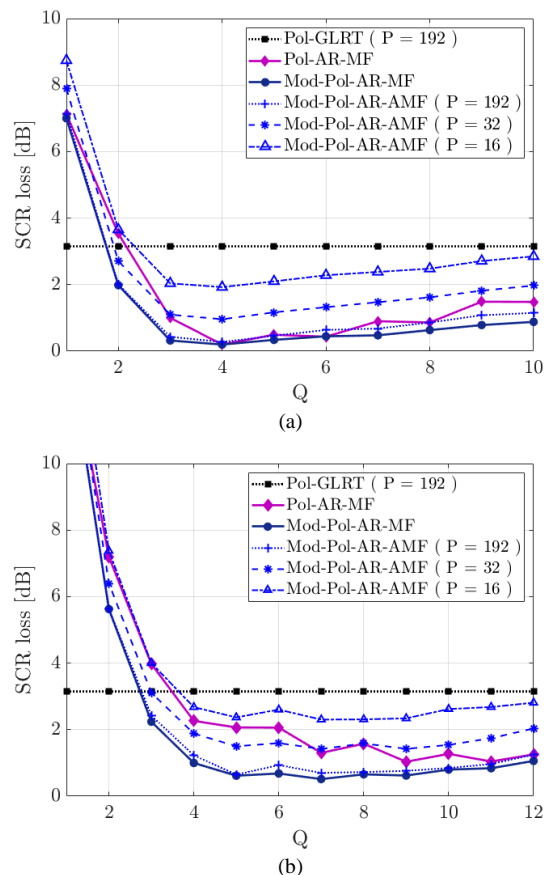 10
8
6
4
2
0
SCR loss [dB]
Pol-GLRT ( P = 192 )
Pol-AR-MF
Mod-Pol-AR-MF
Mod-Pol-AR-AMF ( P = 192 )
Mod-Pol-AR-AMF ( P = 32 )
Mod-Pol-AR-AMF ( P = 16 )
2 4 6 8 10
Q
(a)
10
8
6
4
2
0
SCR loss [dB]
Pol-GLRT ( P = 192 )
Pol-AR-MF
Mod-Pol-AR-MF
Mod-Pol-AR-AMF ( P = 192 )
Mod-Pol-AR-AMF ( P = 32 )
Mod-Pol-AR-AMF ( P = 16 )
2 4 6 8 10 12
Q
(b)